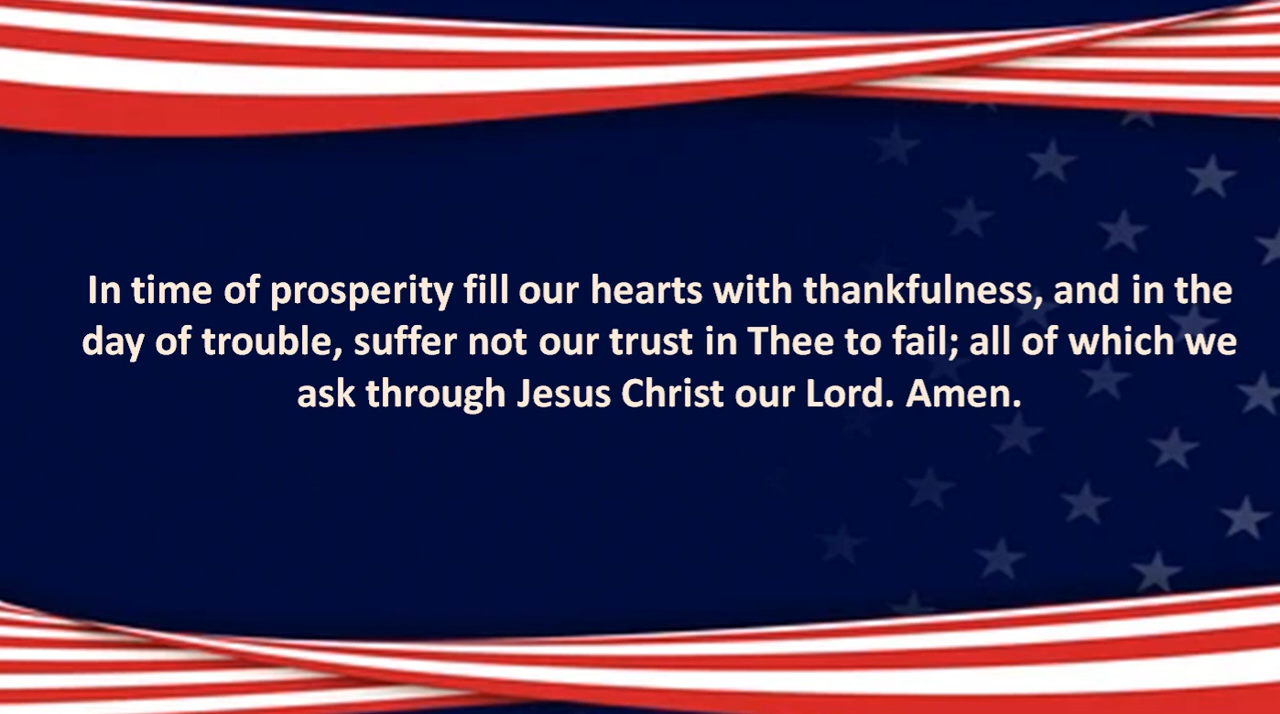 In time of prosperity fill our hearts with thankfulness, and in the
day of trouble, suffer not our trust in Thee to fail; all of which we
ask through Jesus Christ our Lord. Amen.